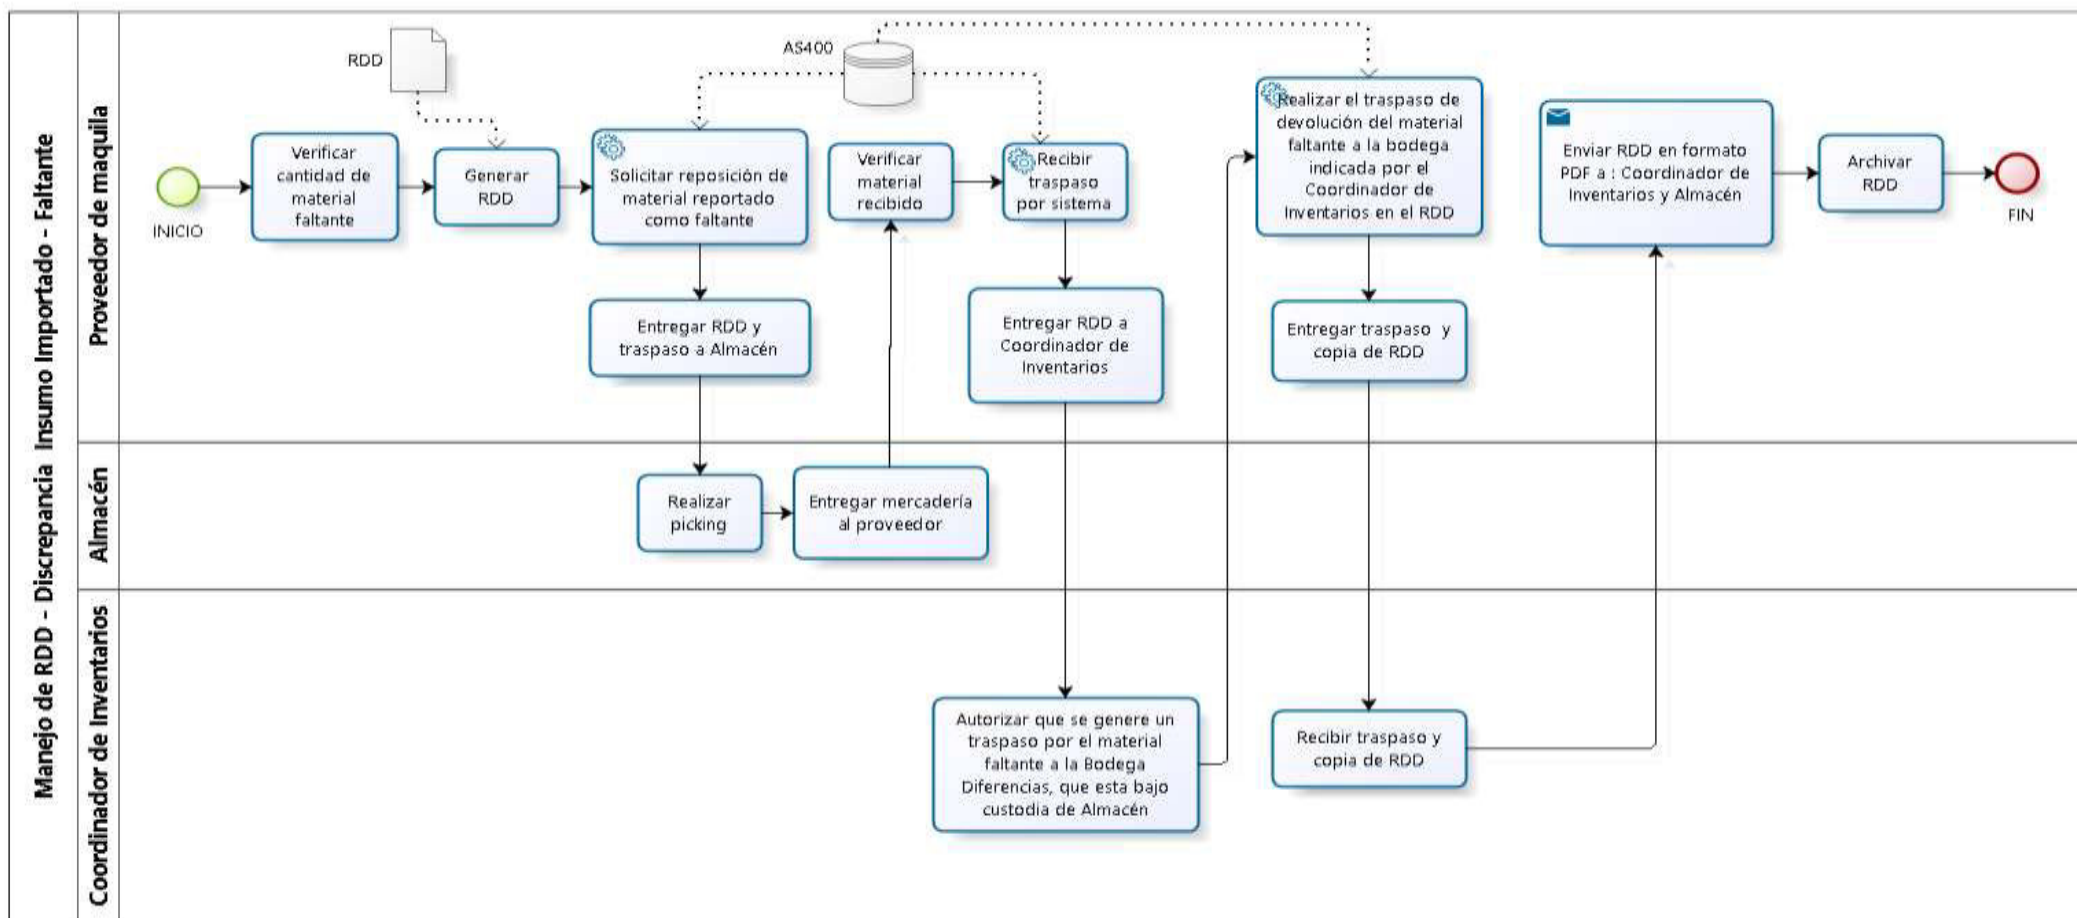 Manejo de RDD - Discrepancia Insumo Importado - Faltante
Proveedor de maquila
RDD
AS400
INICIO
Verificar
cantidad de
material
faltante
Generar
RDD
Solicitar reposición de
material reportado
como faltante
Verificar
material
recibido
Recibir
traspaso
por sistema
Realizar el traspaso de
devolución del material
faltante a la bodega
indicada por el
Coordinador de
Inventarios en el RDD
Enviar RDD en formato
PDF a : Coordinador de
Inventarios y Almacén
Archivar
RDD
FIN
Entregar RDD y
traspaso a Almacén
Entregar RDD a
Coordinador de
Inventarios
Entregar traspaso y
copia de RDD
Almacén
Realizar
picking
Entregar mercadería
al proveedor
Coordinador de Inventarios
Autorizar que se genere un
traspaso por el material
faltante a la Bodega
Diferencias, que esta bajo
custodia de Almacén
Recibir traspaso y
copia de RDD